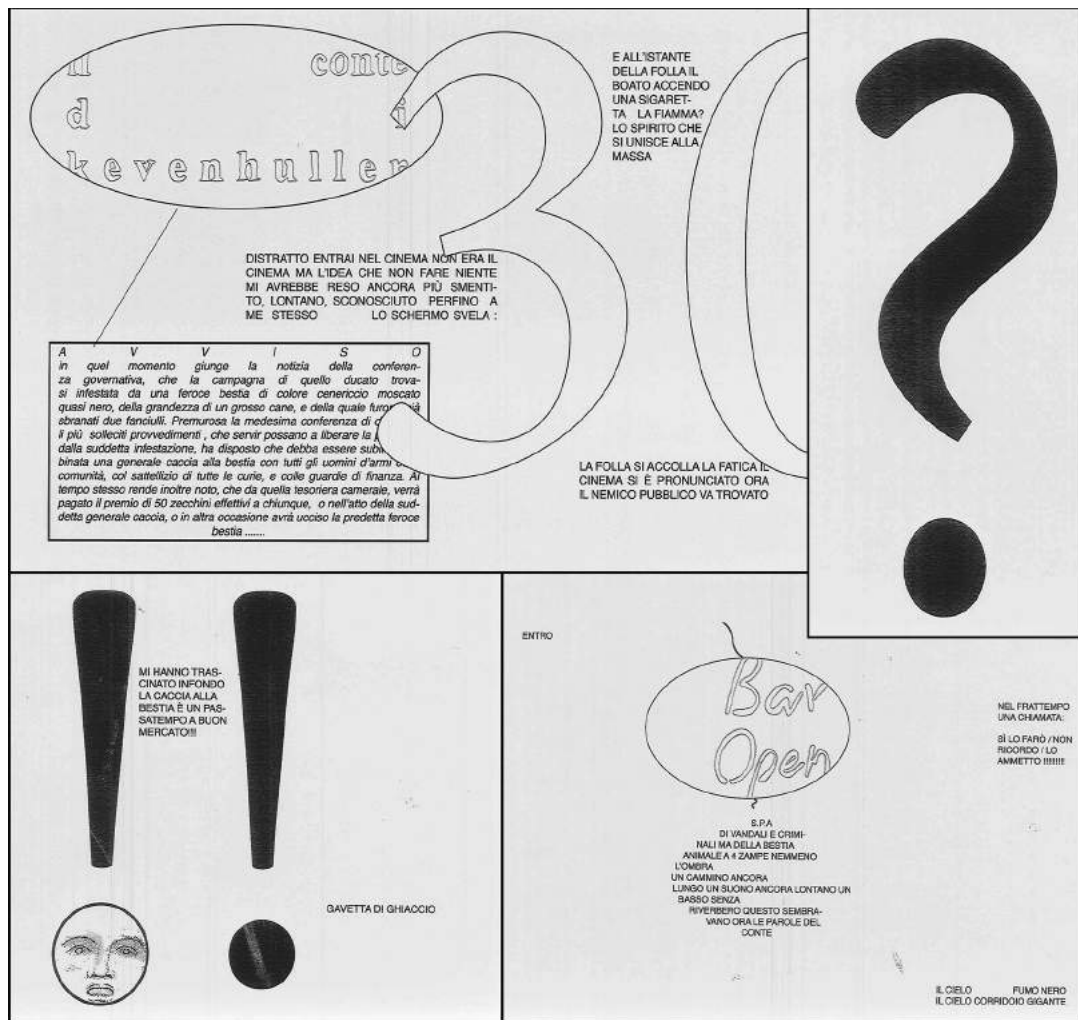 il conte
d i
kevenhuller
30
?
E ALL'ISTANTE
DELLA FOLLA IL
BOATO ACCENDO
UNA SIGARET-
TA LA FIAMMA?
LO SPIRITO CHE
SI UNISCE ALLA
MASSA
DISTRATTO ENTRAI NEL CINEMA NON ERA IL
CINEMA MA L'IDEA CHE NON FARE NIENTE
MI AVREBBE RESO ANCORA PIÙ SMENTI-
TO, LONTANO, SCONOSCIUTO PERFINO A
ME STESSO LO SCHERMO SVELA :
A V V I S O
in quel momento giunge la notizia della conferen-
za governativa, che la campagna di quello ducato trova-
si infestata da una feroce bestia di colore cenericcio moscato
quasi nero, della grandezza di un grosso cane, e della quale furono già
sbranati due fanciulli. Premurosa la medesima conferenza di
li più solleciti provvedimenti , che servir possano a liberare la
dalla suddetta infestazione, ha disposto che debba essere
binata una generale caccia alla bestia con tutti gli uomini d'armi
comunità, col sattellizio di tutte le curie, e colle guardie di finanza. Al
tempo stesso rende inoltre noto, che da quella tesoriera camerale, verrà
pagato il premio di 50 zecchini effettivi a chiunque, o nell'atto della sud-
detta generale caccia, o in altra occasione avrà ucciso la predetta feroce
bestia .......
LA FOLLA SI ACCOLLA LA FATICA IL
CINEMA SI È PRONUNCIATO ORA
IL NEMICO PUBBLICO VA TROVATO
! !
MI HANNO TRAS-
CINATO INFONDO
LA CACCIA ALLA
BESTIA È UN PAS-
SATEMPO A BUON
MERCATO!!!
GAVETTA DI GHIACCIO
ENTRO
Bar
Open
NEL FRATTEMPO
UNA CHIAMATA:
SÌ LO FARÒ / NON
RICORDO / LO
AMMETTO !!!!!!!!
S.P.A
DI VANDALI E CRIMI-
NALI MA DELLA BESTIA
ANIMALE A 4 ZAMPE NEMMENO
L'OMBRA
UN CAMMINO ANCORA
LUNGO UN SUONO ANCORA LONTANO UN
BASSO SENZA
RIVERBERO QUESTO SEMBRA-
VANO ORA LE PAROLE DEL
CONTE
IL CIELO FUMO NERO
IL CIELO CORRIDOIO GIGANTE